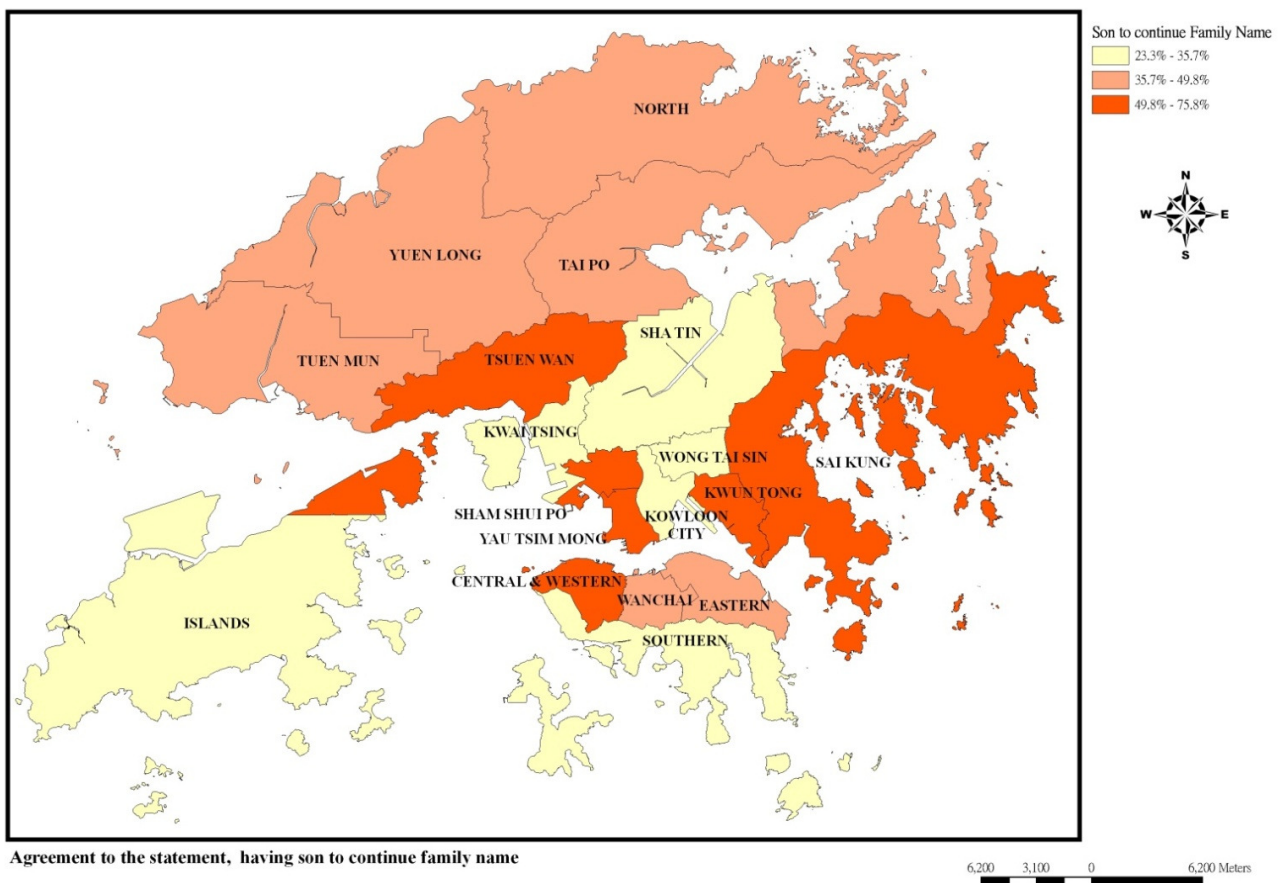 Son to continue Family Name
23.3% - 35.7%
35.7% - 49.8%
49.8% - 75.8%
N
W E
S
NORTH
YUEN LONG
TAI PO
SHA TIN
TUEN MUN
TSUEN WAN
KWAI TSING
WONG TAI SIN
SAI KUNG
KWUN TONG
SHAM SHUI PO
KOWLOON
CITY
YAU TSIM MONG
CENTRAL & WESTERN
WANCHAI
EASTERN
ISLANDS
SOUTHERN
Agreement to the statement, having son to continue family name
6,200 3,100 0 6,200 Meters